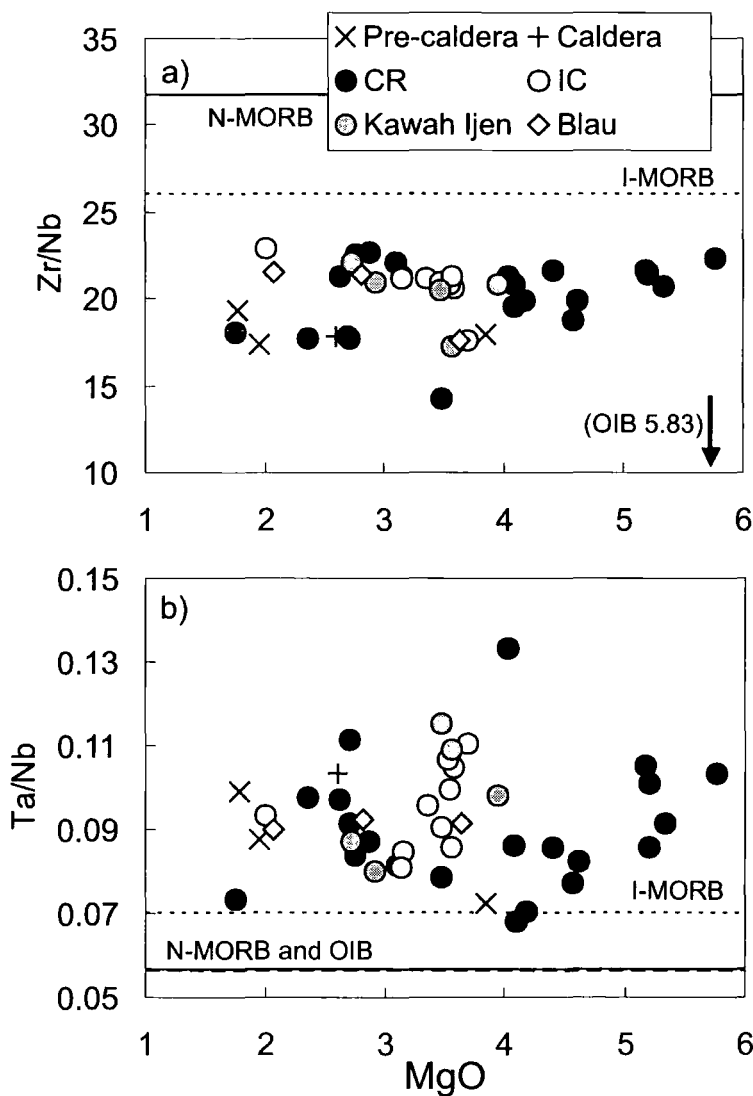 35
30
25
20
15
10
Zr/Nb
a)
Pre-caldera
Caldera
CR
IC
Kawah Ijen
Blau
N-MORB
I-MORB
(OIB 5.83)
1 2 3 4 5 6
0.15
0.13
0.11
0.09
0.07
0.05
Ta/Nb
b)
I-MORB
N-MORB and OIB
1 2 3 4 5 6
MgO